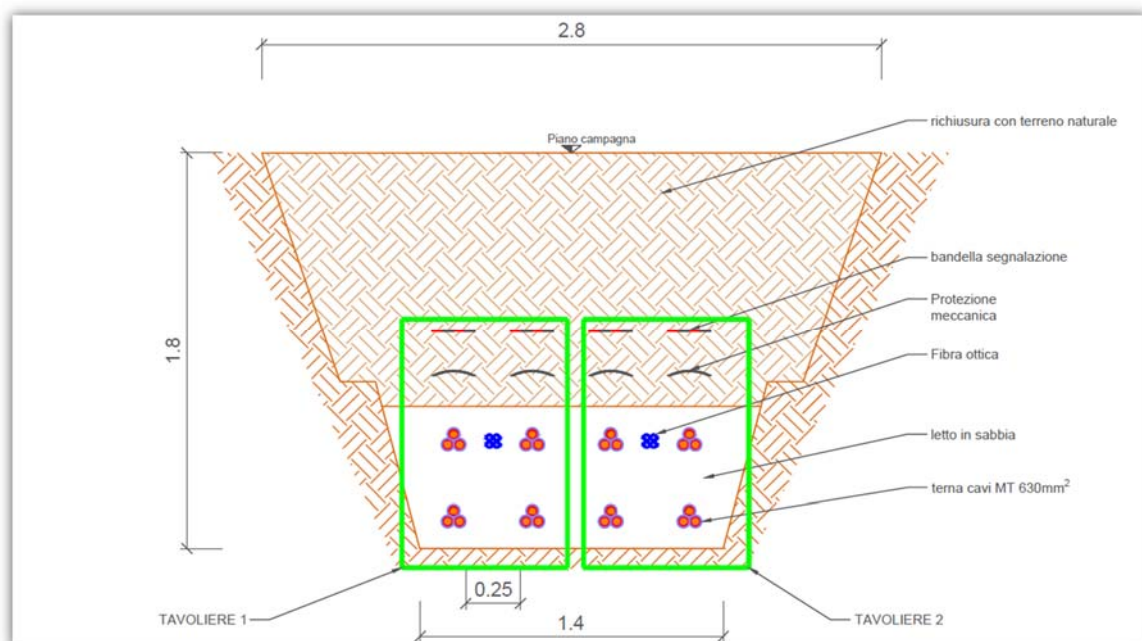 2.8
richiusura con terreno naturale
Piano campagna
1.8
bandella segnalazione
Protezione
meccanica
Fibra ottica
letto in sabbia
terna cavi MT 630mm²
0.25
TAVOLIERE 1
TAVOLIERE 2
1.4